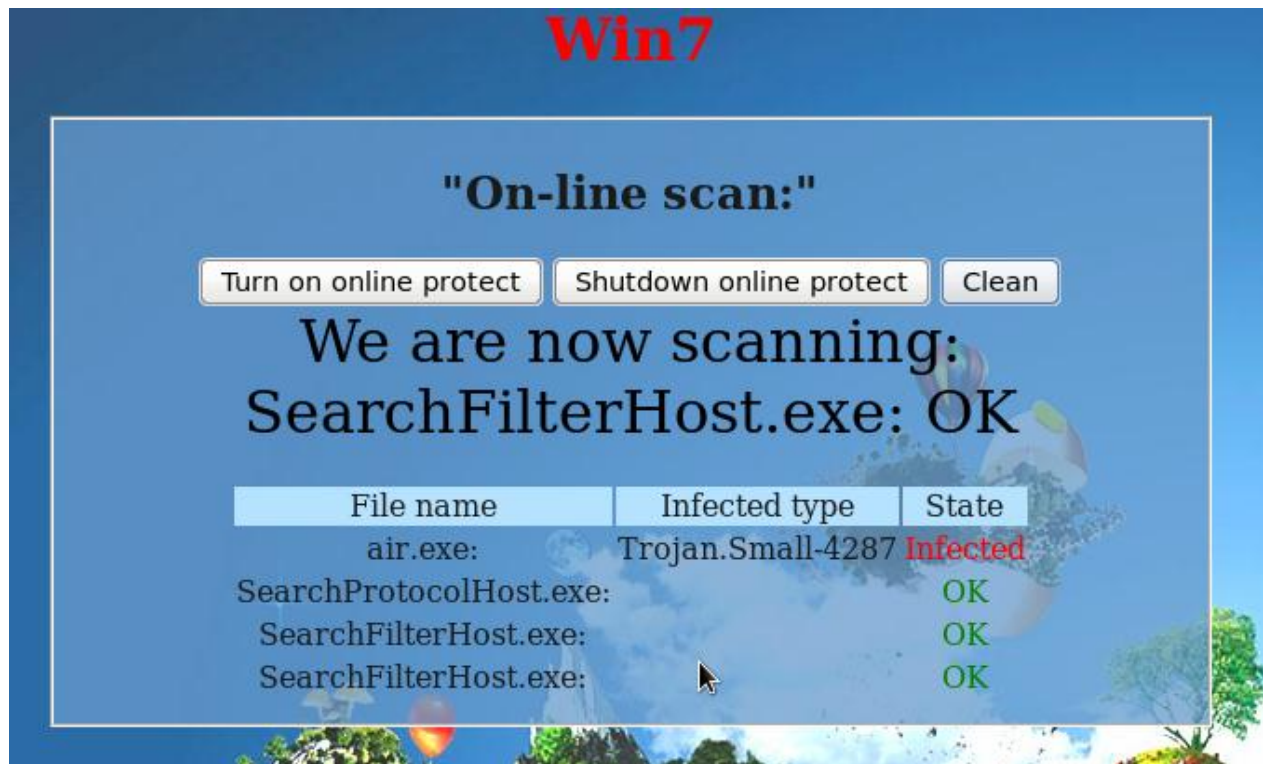 Win7
"On-line scan:"
Turn on online protect Shutdown online protect Clean
We are now scanning:
SearchFilterHost.exe: OK
File name Infected type State
air.exe: Trojan.Small-4287 Infected
SearchProtocolHost.exe: OK
SearchFilterHost.exe: OK
SearchFilterHost.exe: OK